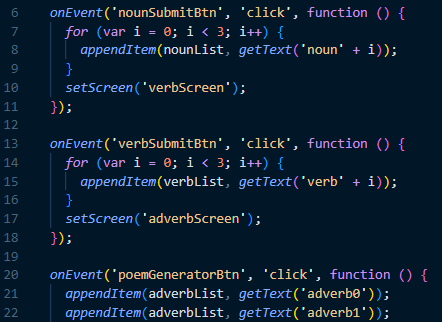 6 onEvent('nounSubmitBtn', 'click', function () {
7 for (var i = 0; i < 3; i++) {
8 appendItem(nounList, getText('noun' + i));
9 }
10 setScreen('verbScreen');
11 });
12
13 onEvent('verbSubmitBtn', 'click', function () {
14 for (var i = 0; i < 3; i++) {
15 appendItem(verbList, getText('verb' + i));
16 }
17 setScreen('adverbScreen');
18 });
19
20 onEvent('poemGeneratorBtn', 'click', function () {
21 appendItem(adverbList, getText('adverb0'));
22 appendItem(adverbList, getText('adverb1'));